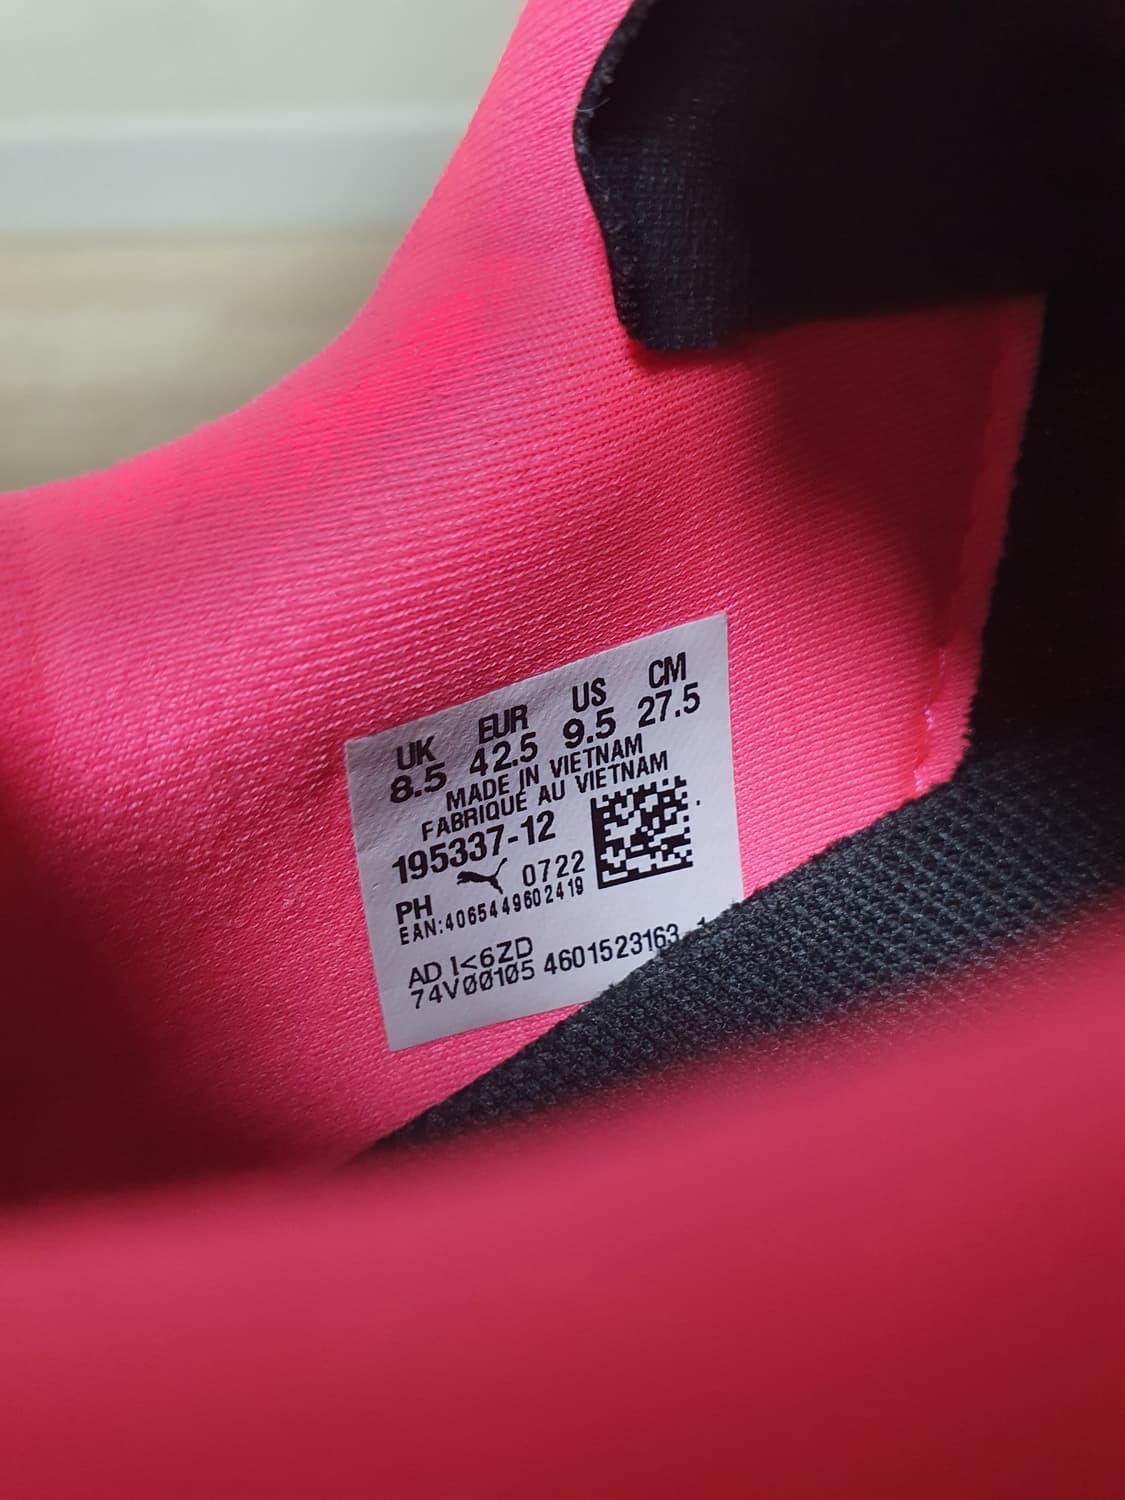 UK EUR US CM
8.5 42.5 9.5 27.5
MADE IN VIETNAM
FABRIQUÉ AU VIETNAM
195337-12
PH 0722
EAN:4065449602419
AD I<6ZD
74V00105 4601523163